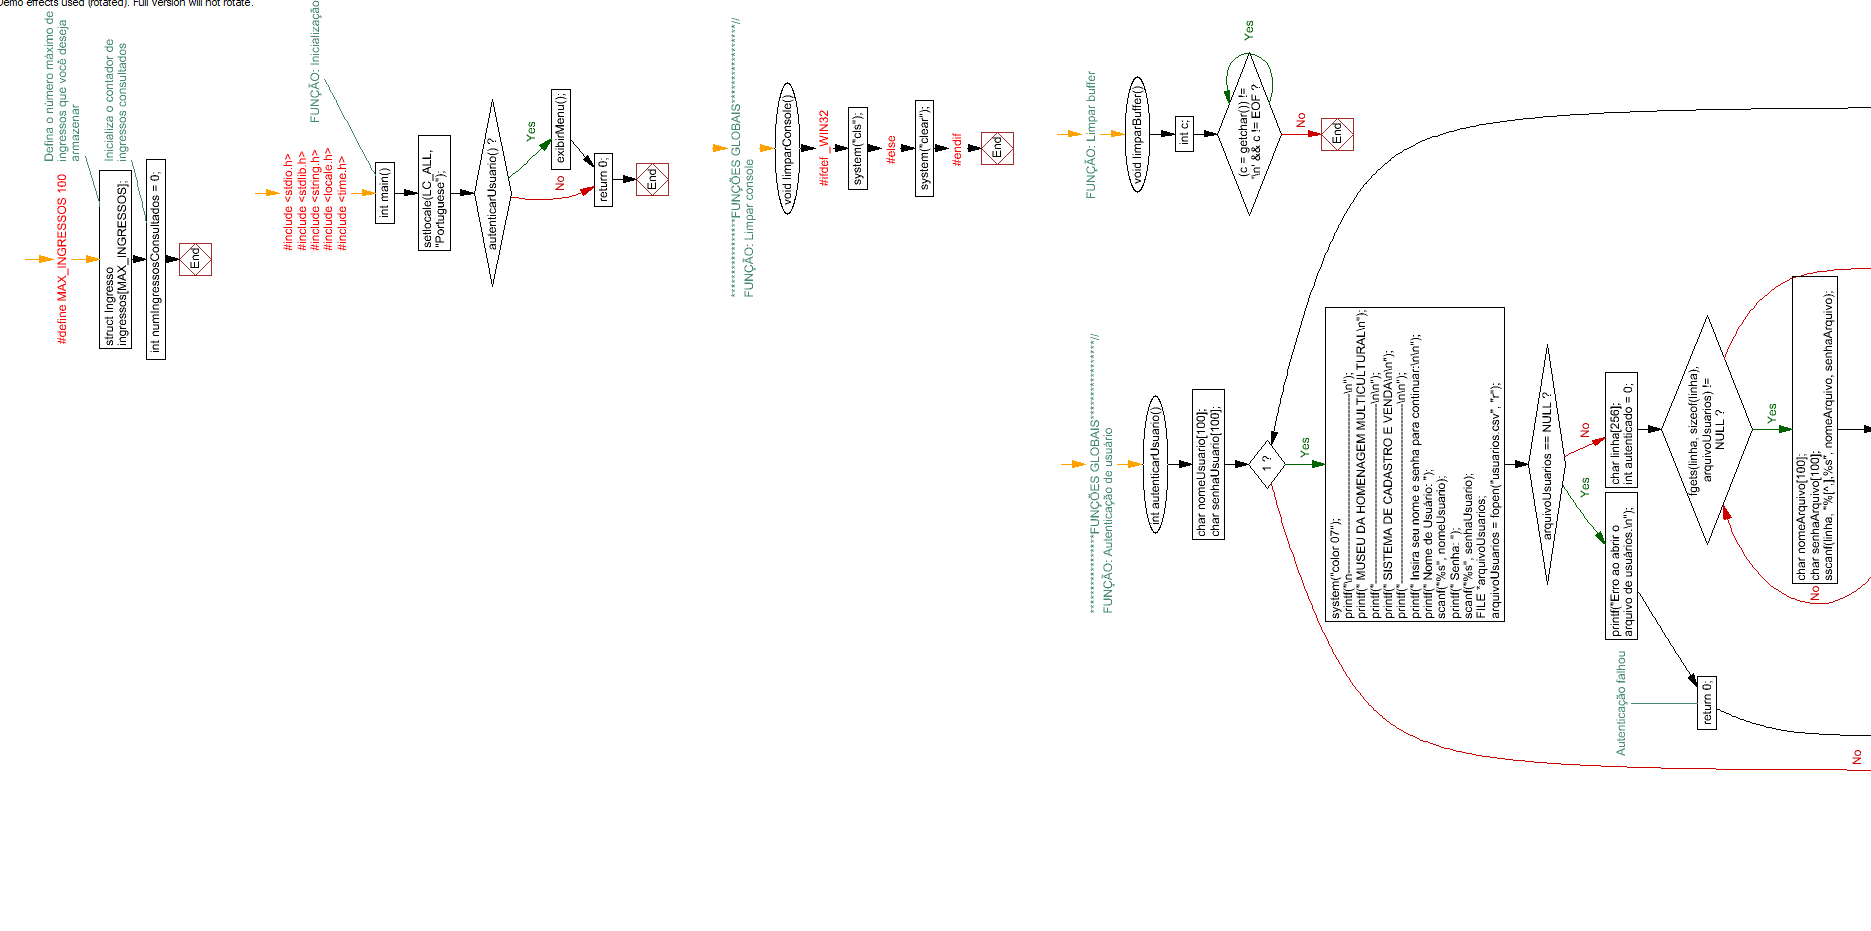 Demo effects used (rotated). Full version will not rotate.
Defina o número máximo de
ingressos que você deseja
armazenar
Inicializa o contador de
ingressos consultados
#define MAX_INGRESSOS 100
struct Ingresso
ingressos[MAX_INGRESSOS];
int numIngressosConsultados = 0;
End
FUNÇÃO: Inicialização
#include <stdio.h>
#include <stdlib.h>
#include <string.h>
#include <locale.h>
#include <time.h>
int main()
setlocale(LC_ALL,
"Portuguese");
autenticarUsuario() ?
Yes
No
exibirMenu();
return 0;
End
**************FUNÇÕES GLOBAIS********************//
FUNÇÃO: Limpar console
void limparConsole()
#ifdef _WIN32
system("cls");
#else
system("clear");
#endif
End
FUNÇÃO: Limpar buffer
void limparBuffer()
int c;
(c = getchar()) !=
'\n' && c != EOF ?
Yes
No
End
**************FUNÇÕES GLOBAIS********************//
FUNÇÃO: Autenticação de usuário
int autenticarUsuario()
char nomeUsuario[100];
char senhaUsuario[100];
1 ?
Yes
system("color 07");
printf("\n------------------------------------------\n");
printf(" MUSEU DA HOMENAGEM MULTICULTURAL\n");
printf("------------------------------------------\n\n");
printf(" SISTEMA DE CADASTRO E VENDA\n\n");
printf("------------------------------------------\n\n");
printf(" Insira seu nome e senha para continuar:\n\n");
printf(" Nome de Usuário: ");
scanf("%s", nomeUsuario);
printf(" Senha: ");
scanf("%s", senhaUsuario);
FILE *arquivoUsuarios;
arquivoUsuarios = fopen("usuarios.csv", "r");
arquivoUsuarios == NULL ?
No
Yes
char linha[256];
int autenticado = 0;
printf("Erro ao abrir o
arquivo de usuários.\n");
Autenticação falhou
return 0;
fgets(linha, sizeof(linha),
arquivoUsuarios) !=
NULL ?
Yes
char nomeArquivo[100];
char senhaArquivo[100];
sscanf(linha, "%[^,],%s", nomeArquivo, senhaArquivo);
No
No